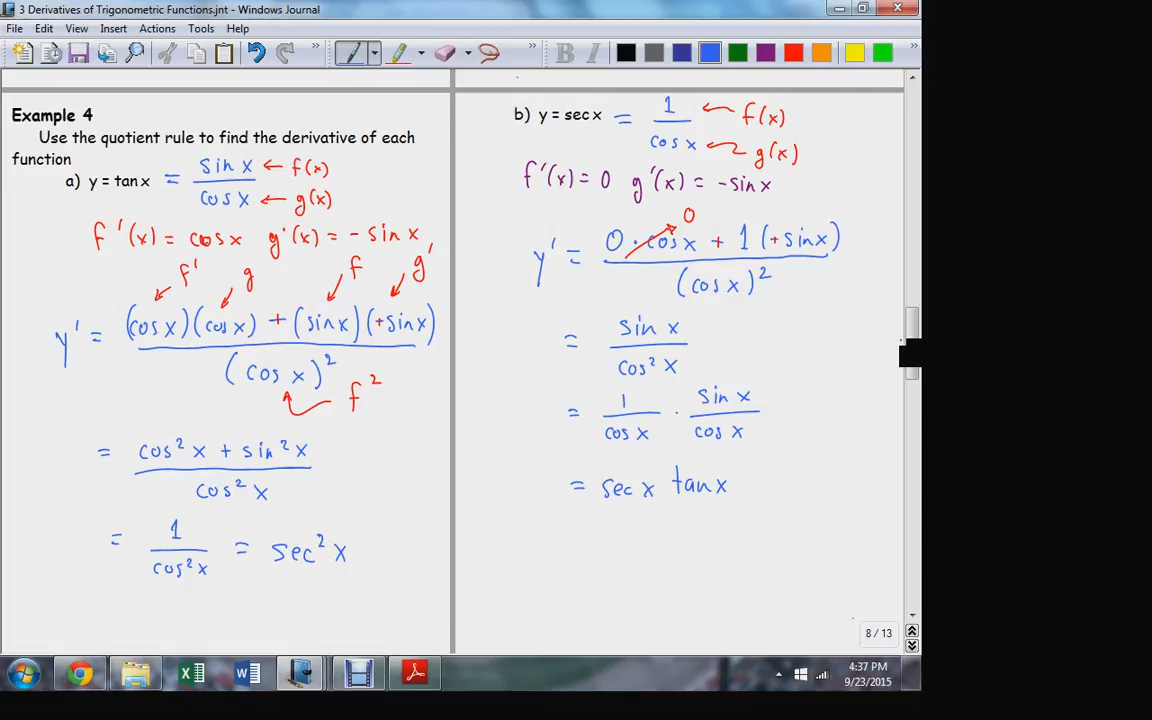 3 Derivatives of Trigonometric Functions.jnt - Windows Journal
File Edit View Insert Actions Tools Help
Example 4
Use the quotient rule to find the derivative of each
function
a) y = tan x = sin x / cos x ← f(x) ← g(x)
f'(x) = cos x g'(x) = - sin x
f' g f g'
y' = (cos x)(cos x) + (sin x)(+sin x) / (cos x)²
f²
= cos² x + sin² x / cos² x
= 1 / cos² x = sec² x
b) y = sec x = 1 / cos x ← f(x) ← g(x)
f'(x) = 0 g'(x) = -sin x
0
y' = 0 · cos x + 1 (+sin x) / (cos x)²
= sin x / cos² x
= 1 / cos x · sin x / cos x
= sec x tan x
8 / 13
4:37 PM
9/23/2015